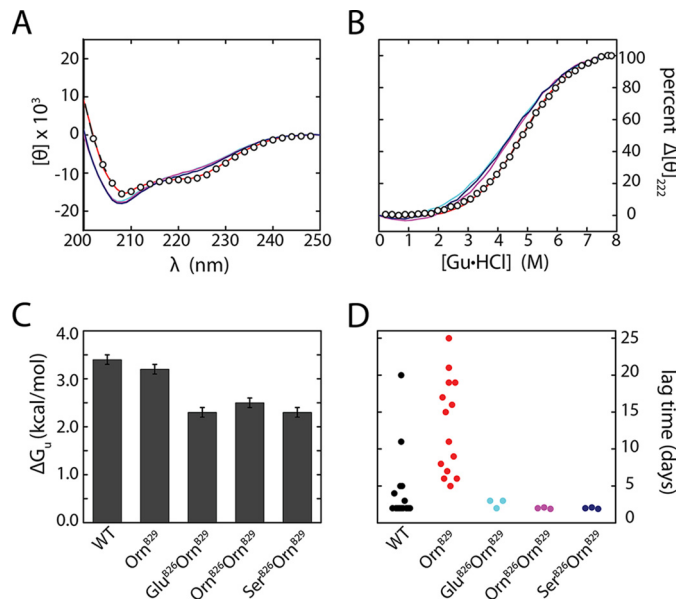 A
20
10
0
-10
-20
[θ] x 10³
200 210 220 230 240 250
λ (nm)
B
100
80
60
40
20
0
percent Δ[θ]₂₂₂
0 1 2 3 4 5 6 7 8
[Gu•HCl] (M)
C
4.0
3.0
2.0
1.0
0.0
ΔGᵤ (kcal/mol)
WT
Orn^B29
Glu^B26Orn^B29
Orn^B26Orn^B29
Ser^B26Orn^B29
D
25
20
15
10
5
0
lag time (days)
WT
Orn^B29
Glu^B26Orn^B29
Orn^B26Orn^B29
Ser^B26Orn^B29